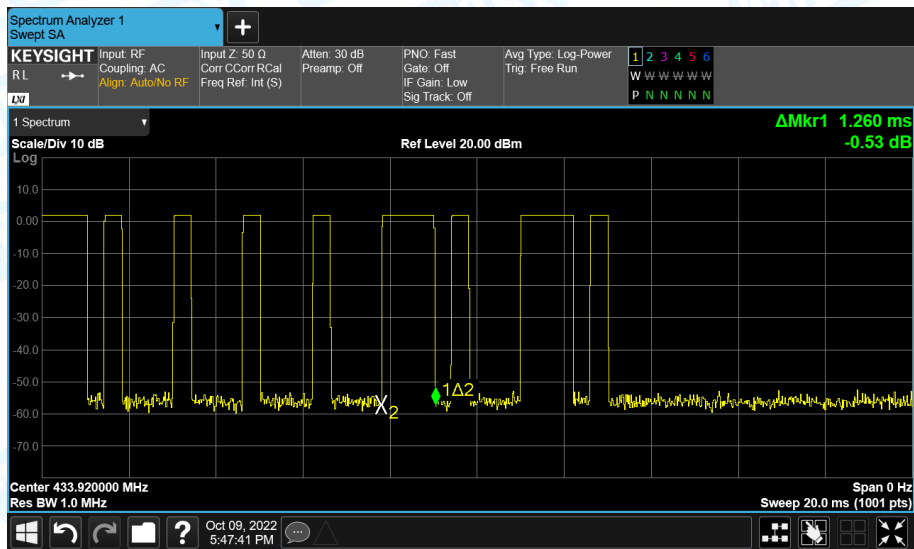 Spectrum Analyzer 1
Swept SA
+
KEYSIGHT
R L
LXI
Input: RF
Coupling: AC
Align: Auto/No RF
Input Z: 50 Ω
Corr CCorr RCal
Freq Ref: Int (S)
Atten: 30 dB
Preamp: Off
PNO: Fast
Gate: Off
IF Gain: Low
Sig Track: Off
Avg Type: Log-Power
Trig: Free Run
1 2 3 4 5 6
W W W W W W
P N N N N N
1 Spectrum
ΔMkr1 1.260 ms
-0.53 dB
Scale/Div 10 dB
Ref Level 20.00 dBm
Log
10.0
0.00
-10.0
-20.0
-30.0
-40.0
-50.0
-60.0
-70.0
1Δ2
X2
Center 433.920000 MHz
Span 0 Hz
Res BW 1.0 MHz
Sweep 20.0 ms (1001 pts)
?
Oct 09, 2022
5:47:41 PM